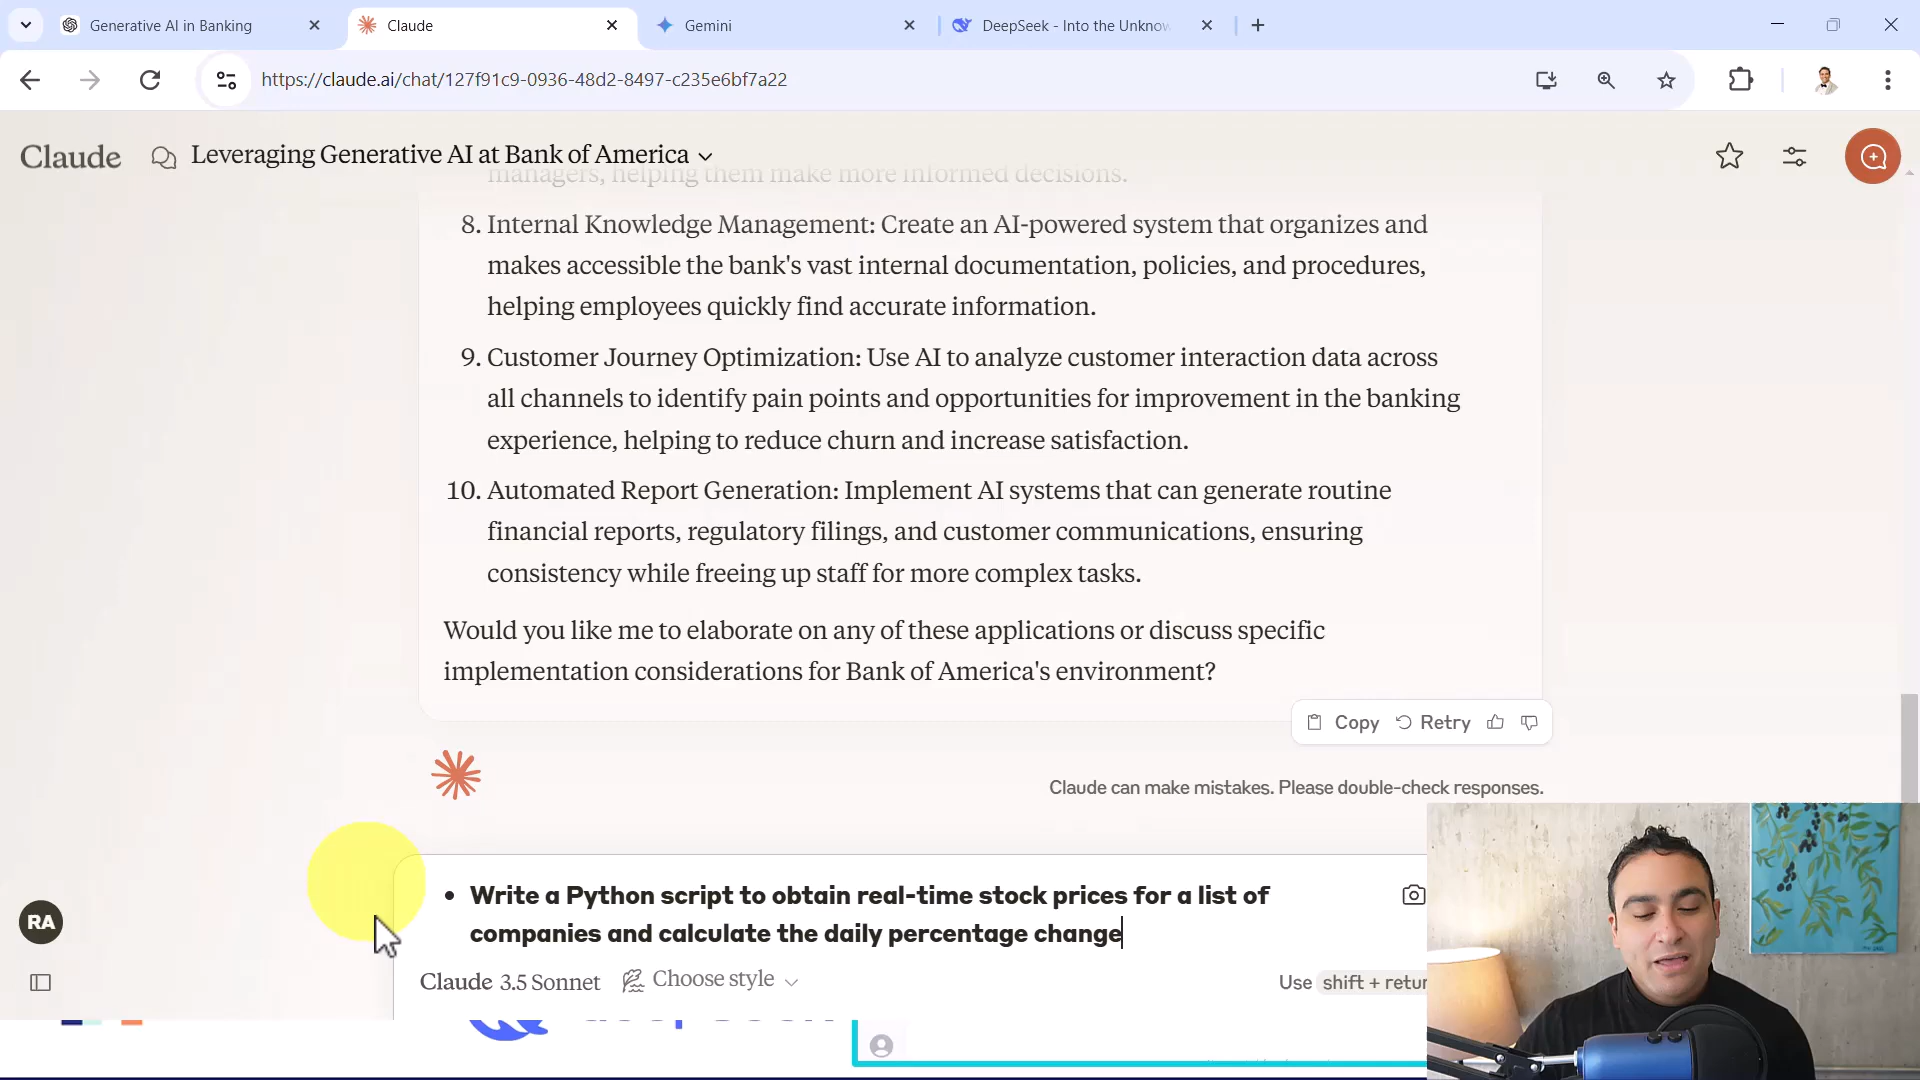 Generative AI in Banking
Claude
Gemini
DeepSeek - Into the Unknow
https://claude.ai/chat/127f91c9-0936-48d2-8497-c235e6bf7a22
Claude
Leveraging Generative AI at Bank of America
managers, helping them make more informed decisions.
8. Internal Knowledge Management: Create an AI-powered system that organizes and
makes accessible the bank's vast internal documentation, policies, and procedures,
helping employees quickly find accurate information.
9. Customer Journey Optimization: Use AI to analyze customer interaction data across
all channels to identify pain points and opportunities for improvement in the banking
experience, helping to reduce churn and increase satisfaction.
10. Automated Report Generation: Implement AI systems that can generate routine
financial reports, regulatory filings, and customer communications, ensuring
consistency while freeing up staff for more complex tasks.
Would you like me to elaborate on any of these applications or discuss specific
implementation considerations for Bank of America's environment?
Copy Retry
Claude can make mistakes. Please double-check responses.
• Write a Python script to obtain real-time stock prices for a list of
companies and calculate the daily percentage change
RA
Claude 3.5 Sonnet Choose style
Use shift + retur